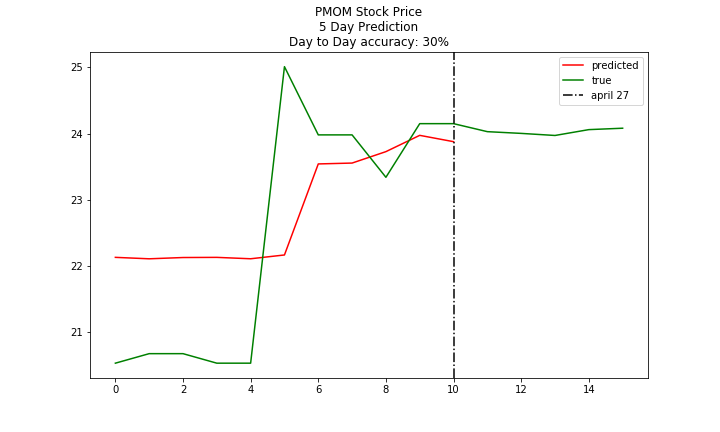 PMOM Stock Price
5 Day Prediction
Day to Day accuracy: 30%
predicted
true
april 27
25
24
23
22
21
0 2 4 6 8 10 12 14